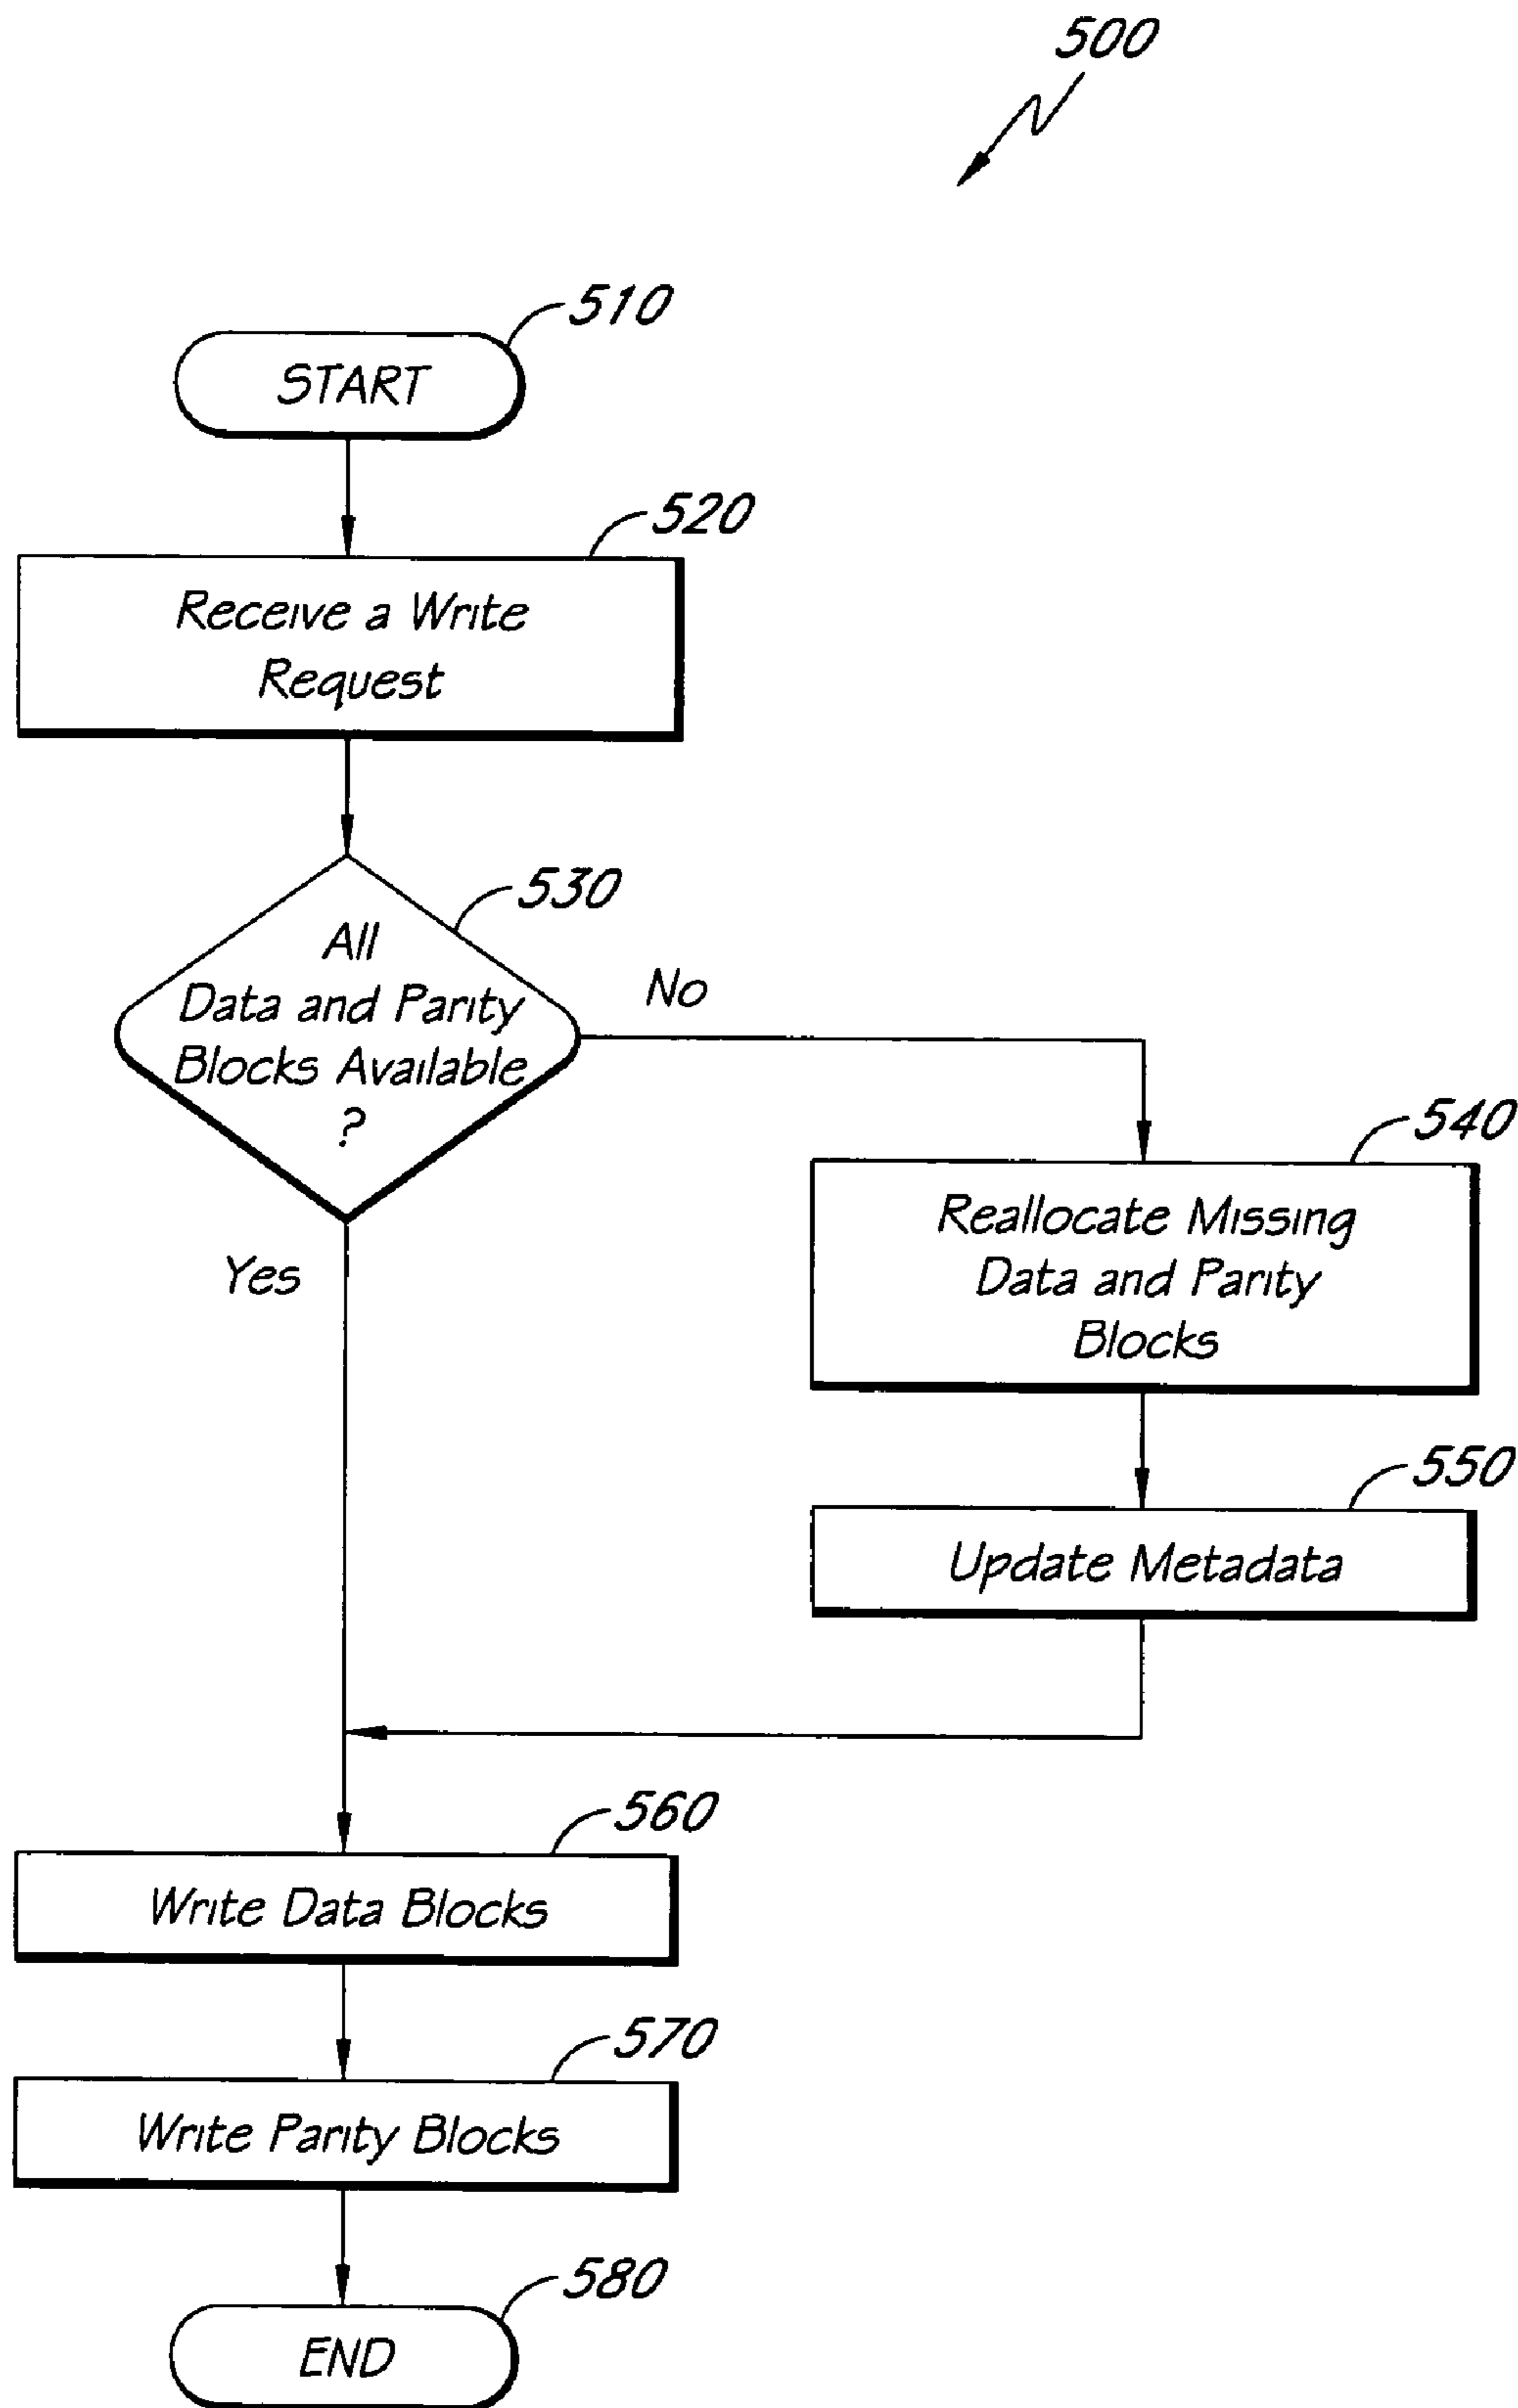 500
510
START
520
Receive a Write
Request
530
All
Data and Parity
Blocks Available
?
No
Yes
540
Reallocate Missing
Data and Parity
Blocks
550
Update Metadata
560
Write Data Blocks
570
Write Parity Blocks
580
END